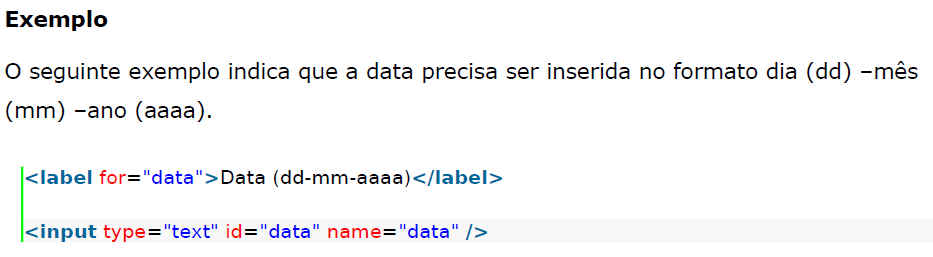 Exemplo
O seguinte exemplo indica que a data precisa ser inserida no formato dia (dd) –mês
(mm) –ano (aaaa).
<label for="data">Data (dd-mm-aaaa)</label>
<input type="text" id="data" name="data" />